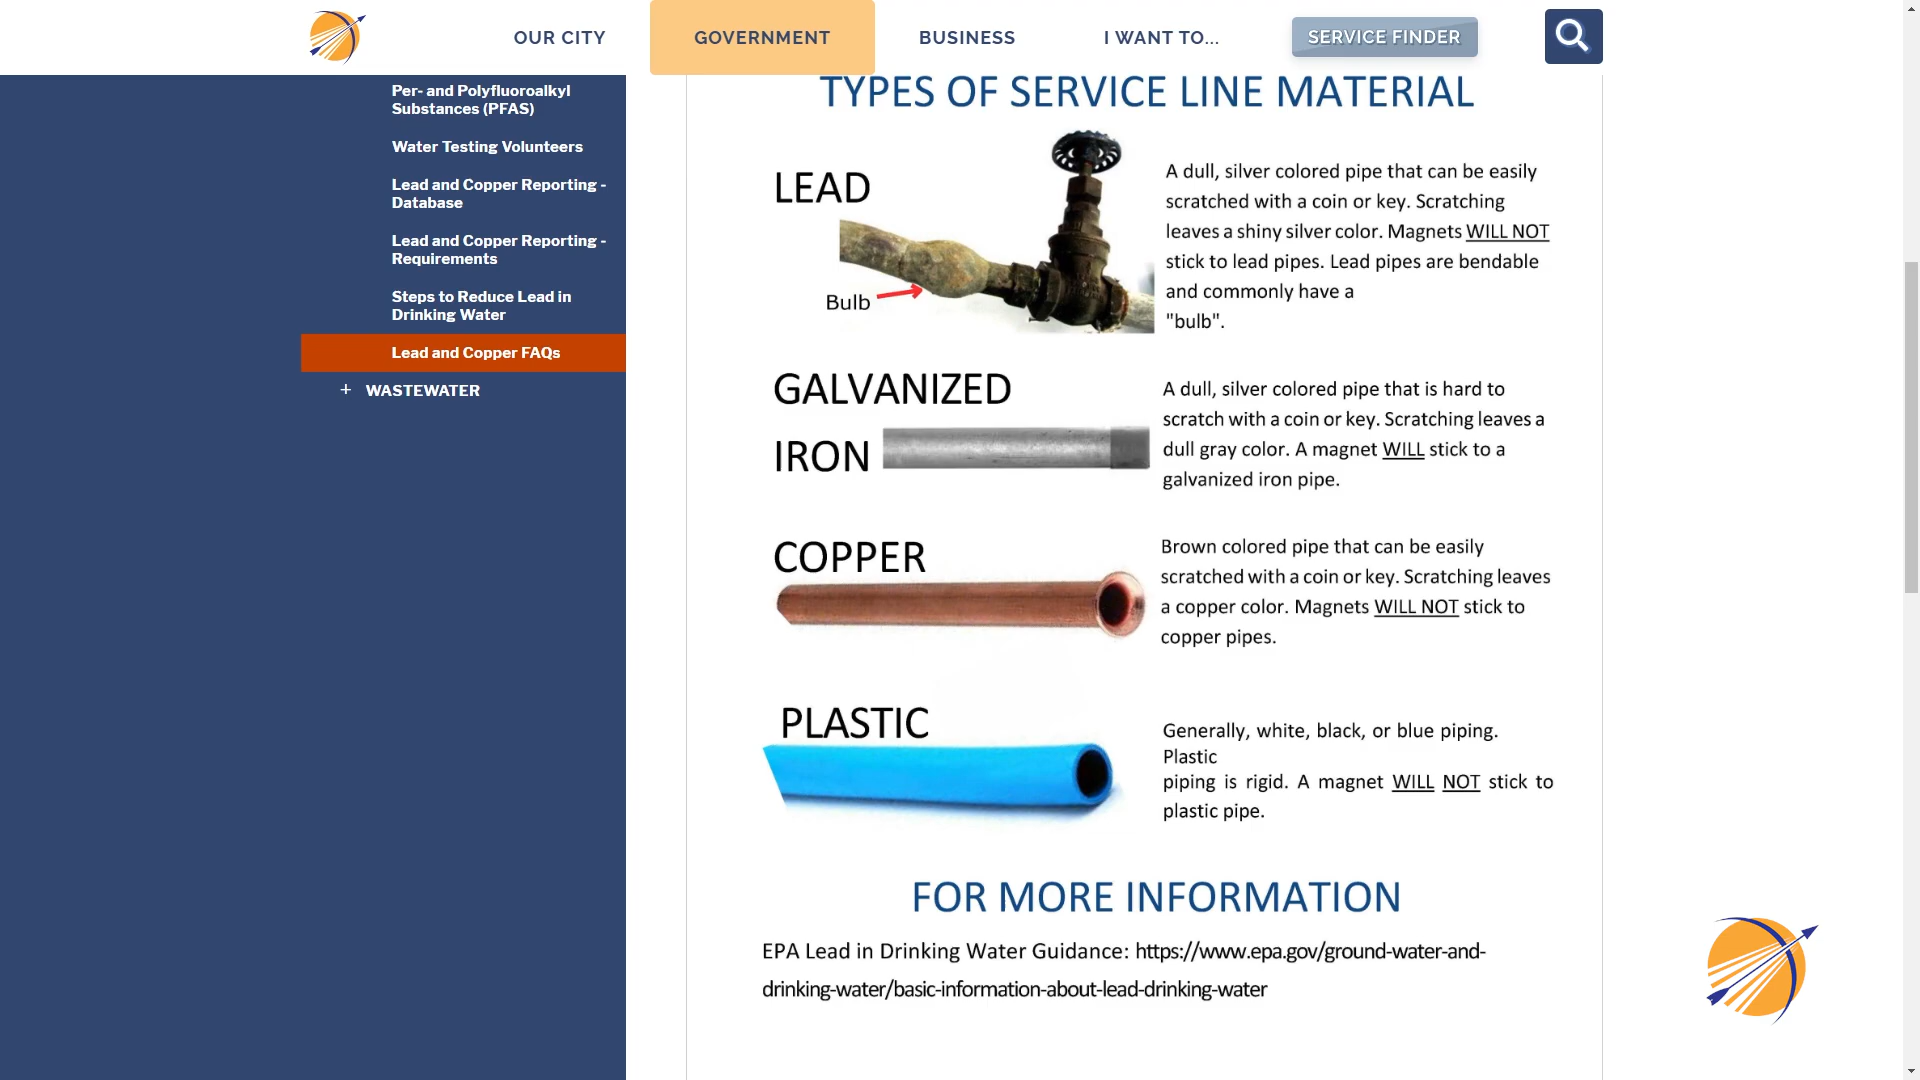 OUR CITY
GOVERNMENT
BUSINESS
I WANT TO...
SERVICE FINDER
Per- and Polyfluoroalkyl
Substances (PFAS)
Water Testing Volunteers
Lead and Copper Reporting -
Database
Lead and Copper Reporting -
Requirements
Steps to Reduce Lead in
Drinking Water
Lead and Copper FAQs
+ WASTEWATER
TYPES OF SERVICE LINE MATERIAL
LEAD
Bulb
A dull, silver colored pipe that can be easily
scratched with a coin or key. Scratching
leaves a shiny silver color. Magnets WILL NOT
stick to lead pipes. Lead pipes are bendable
and commonly have a
"bulb".
GALVANIZED
IRON
A dull, silver colored pipe that is hard to
scratch with a coin or key. Scratching leaves a
dull gray color. A magnet WILL stick to a
galvanized iron pipe.
COPPER
Brown colored pipe that can be easily
scratched with a coin or key. Scratching leaves
a copper color. Magnets WILL NOT stick to
copper pipes.
PLASTIC
Generally, white, black, or blue piping.
Plastic
piping is rigid. A magnet WILL NOT stick to
plastic pipe.
FOR MORE INFORMATION
EPA Lead in Drinking Water Guidance: https://www.epa.gov/ground-water-and-
drinking-water/basic-information-about-lead-drinking-water